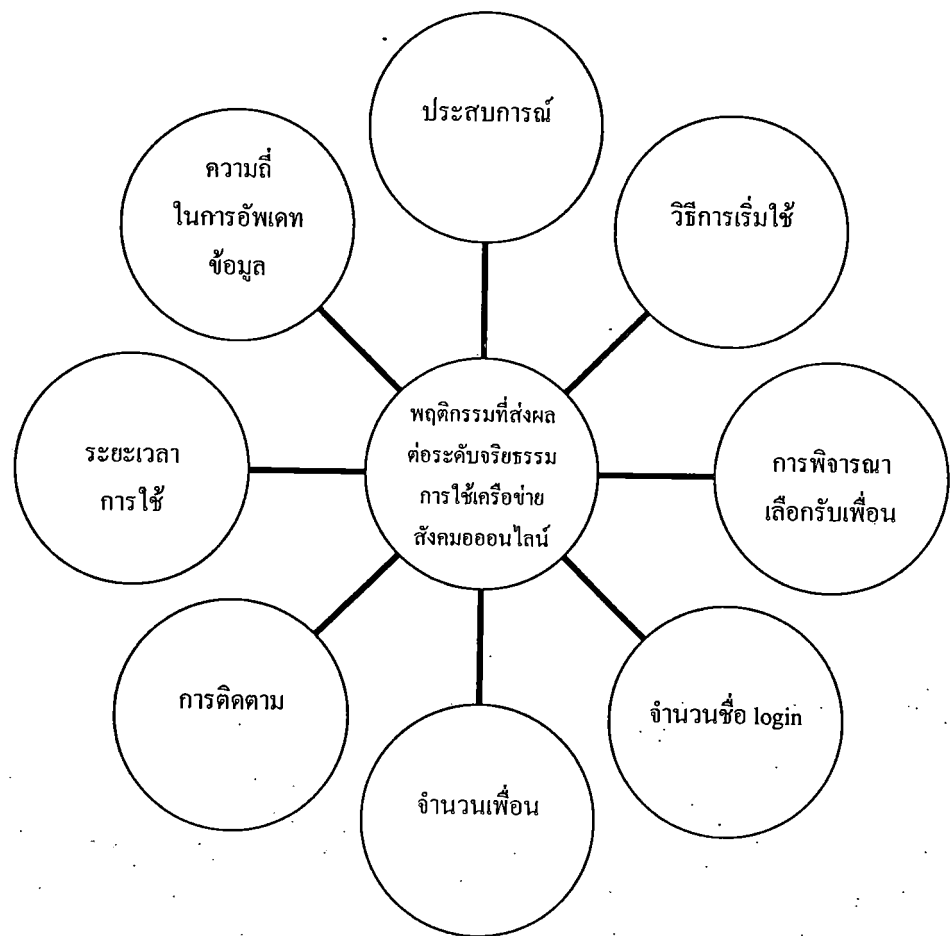 ประสบการณ์
วิธีการเริ่มใช้
การพิจารณา
เลือกรับเพื่อน
จำนวนชื่อ login
จำนวนเพื่อน
การติดตาม
ระยะเวลา
การใช้
ความถี่
ในการอัพเดท
ข้อมูล
พฤติกรรมที่ส่งผล
ต่อระดับจริยธรรม
การใช้เครือข่าย
สังคมอออนไลน์